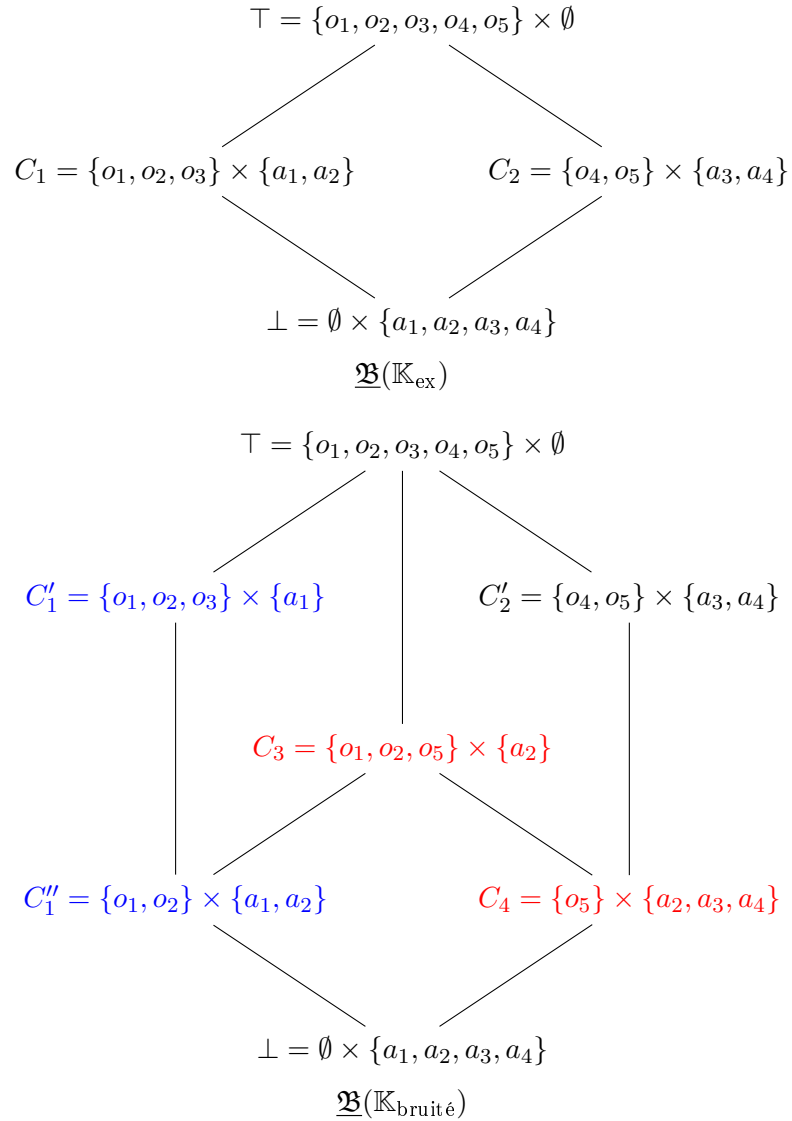 ⊤ = {o₁, o₂, o₃, o₄, o₅} × ∅
C₁ = {o₁, o₂, o₃} × {a₁, a₂} C₂ = {o₄, o₅} × {a₃, a₄}
⊥ = ∅ × {a₁, a₂, a₃, a₄}
𝔅(𝕂ₑₓ)
⊤ = {o₁, o₂, o₃, o₄, o₅} × ∅
C′₁ = {o₁, o₂, o₃} × {a₁} C′₂ = {o₄, o₅} × {a₃, a₄}
C₃ = {o₁, o₂, o₅} × {a₂}
C″₁ = {o₁, o₂} × {a₁, a₂} C₄ = {o₅} × {a₂, a₃, a₄}
⊥ = ∅ × {a₁, a₂, a₃, a₄}
𝔅(𝕂bruité)